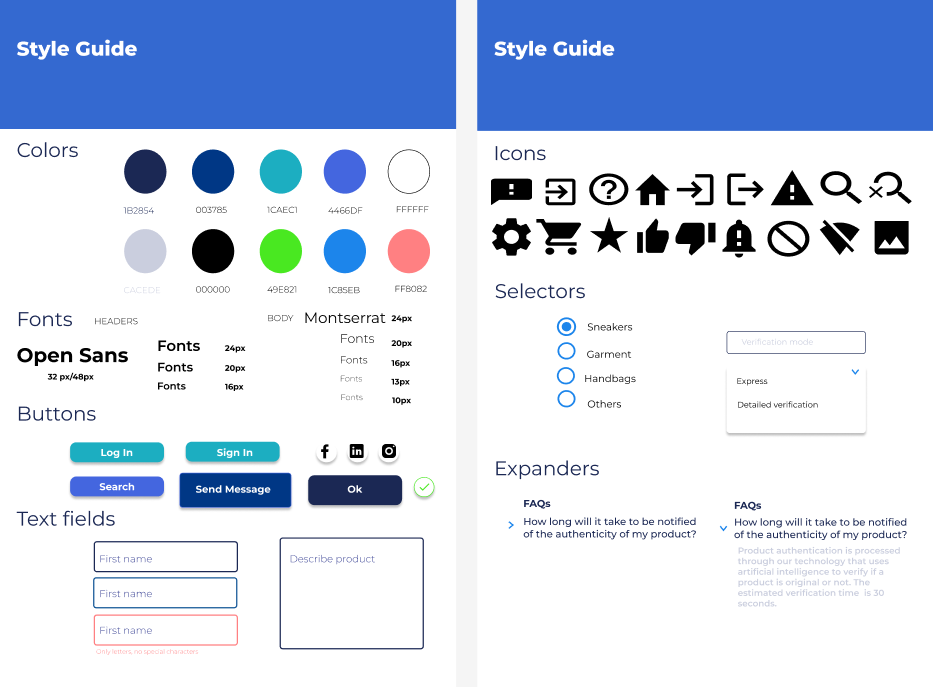 Style Guide
Colors
1B2854
003785
1CAEC1
4466DF
FFFFFF
CACEDE
000000
49E821
1C85EB
FF8082
Fonts
HEADERS
BODY
Montserrat 24px
Open Sans
32 px/48px
Fonts 24px
Fonts 20px
Fonts 16px
Fonts 20px
Fonts 16px
Fonts 13px
Fonts 10px
Buttons
Log In
Sign In
f
in
Search
Send Message
Ok
Text fields
First name
First name
First name
Only letters, no special characters
Describe product
Style Guide
Icons
Selectors
Sneakers
Garment
Handbags
Others
Verification mode
Express
Detailed verification
Expanders
FAQs
How long will it take to be notified
of the authenticity of my product?
FAQs
How long will it take to be notified
of the authenticity of my product?
Product authentication is processed
through our technology that uses
artificial intelligence to verify if a
product is original or not. The
estimated verification time is 30
seconds.